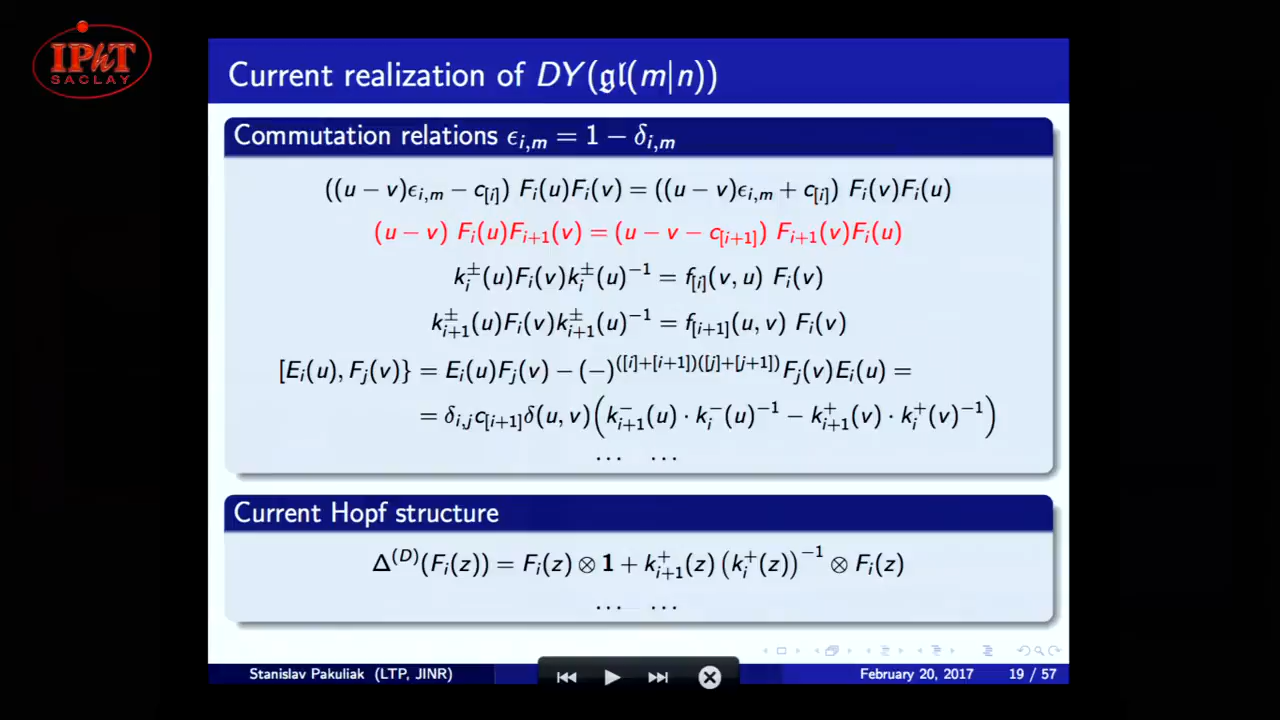 IPhT
SACLAY
Current realization of DY(𝔤𝔩(m|n))
Commutation relations ϵ_{i,m} = 1 − δ_{i,m}
((u − v)ϵ_{i,m} − c_{[i]}) F_i(u)F_i(v) = ((u − v)ϵ_{i,m} + c_{[i]}) F_i(v)F_i(u)
(u − v) F_i(u)F_{i+1}(v) = (u − v − c_{[i+1]}) F_{i+1}(v)F_i(u)
k_i^±(u)F_i(v)k_i^±(u)^{−1} = f_{[i]}(v, u) F_i(v)
k_{i+1}^±(u)F_i(v)k_{i+1}^±(u)^{−1} = f_{[i+1]}(u, v) F_i(v)
[E_i(u), F_j(v)} = E_i(u)F_j(v) − (−)^{([i]+[i+1])([j]+[j+1])}F_j(v)E_i(u) =
= δ_{i,j}c_{[i+1]}δ(u, v)(k_{i+1}^−(u) · k_i^−(u)^{−1} − k_{i+1}^+(v) · k_i^+(v)^{−1})
... ...
Current Hopf structure
Δ^{(D)}(F_i(z)) = F_i(z) ⊗ 𝟏 + k_{i+1}^+(z) (k_i^+(z))^{−1} ⊗ F_i(z)
... ...
Stanislav Pakuliak (LTP, JINR)
February 20, 2017
19 / 57